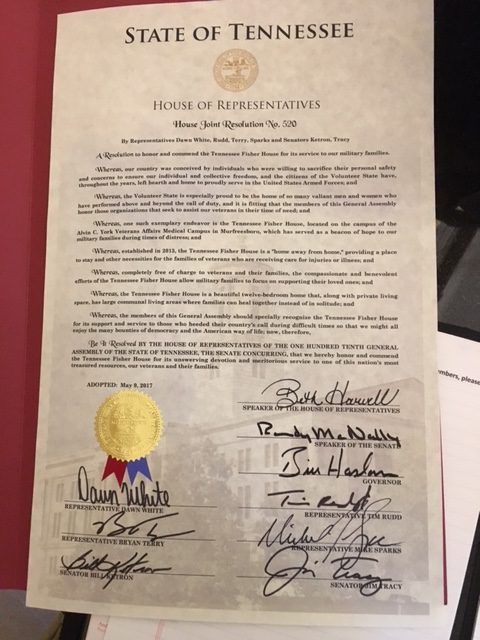 STATE OF TENNESSEE
HOUSE OF REPRESENTATIVES
House Joint Resolution No. 520
By Representatives Dawn White, Rudd, Terry, Sparks and Senators Ketron, Tracy
A Resolution to honor and commend the Tennessee Fisher House for its service to our military families.
Whereas, our country was conceived by individuals who were willing to sacrifice their personal safety
and concerns to ensure our individual and collective freedom, and the citizens of the Volunteer State have,
throughout the years, left hearth and home to proudly serve in the United States Armed Forces; and
Whereas, the Volunteer State is especially proud to be the home of so many valiant men and women who
have performed above and beyond the call of duty, and it is fitting that the members of this General Assembly
honor those organizations that seek to assist our veterans in their time of need; and
Whereas, one such exemplary endeavor is the Tennessee Fisher House, located on the campus of the
Alvin C. York Veterans Affairs Medical Campus in Murfreesboro, which has served as a beacon of hope to our
military families during times of distress; and
Whereas, established in 2013, the Tennessee Fisher House is a "home away from home," providing a place
to stay and other necessities for the families of veterans who are receiving care for injuries or illness; and
Whereas, completely free of charge to veterans and their families, the compassionate and benevolent
efforts of the Tennessee Fisher House allow military families to focus on supporting their loved ones; and
Whereas, the Tennessee Fisher House is a beautiful twelve-bedroom home that, along with private living
space, has large communal living areas where families can heal together instead of in solitude; and
Whereas, the members of this General Assembly should specially recognize the Tennessee Fisher House
for its support and service to those who heeded their country's call during difficult times so that we might all
enjoy the many bounties of democracy and the American way of life; now, therefore,
Be It Resolved BY THE HOUSE OF REPRESENTATIVES OF THE ONE HUNDRED TENTH GENERAL
ASSEMBLY OF THE STATE OF TENNESSEE, THE SENATE CONCURRING, that we hereby honor and commend
the Tennessee Fisher House for its unswerving devotion and meritorious service to one of this nation's most
treasured resources, our veterans and their families.
ADOPTED: May 9, 2017
Beth Harwell
SPEAKER OF THE HOUSE OF REPRESENTATIVES
Randy McNally
SPEAKER OF THE SENATE
Bill Haslam
GOVERNOR
Dawn White
REPRESENTATIVE DAWN WHITE
Tim Rudd
REPRESENTATIVE TIM RUDD
REPRESENTATIVE BRYAN TERRY
REPRESENTATIVE MIKE SPARKS
Bill Ketron
SENATOR BILL KETRON
Jim Tracy
SENATOR JIM TRACY
mbers, please